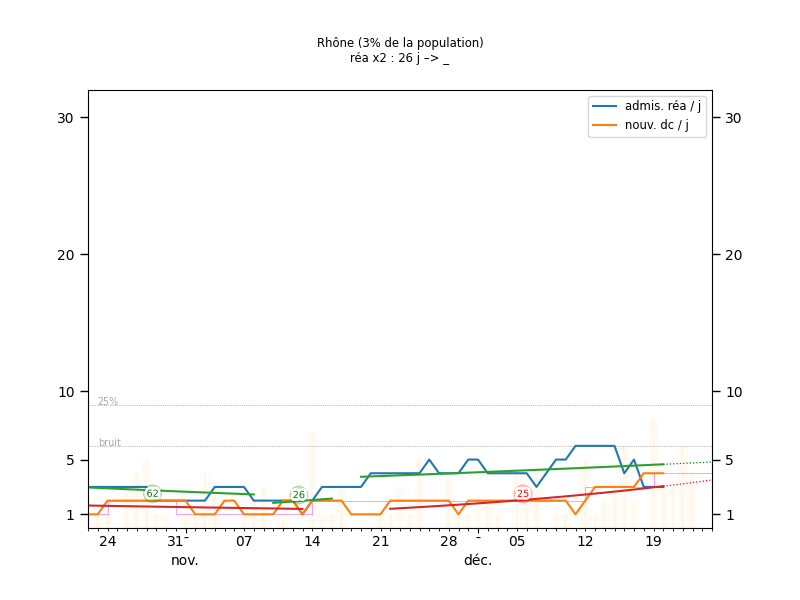 Rhône (3% de la population)
réa x2 : 26 j –> _
admis. réa / j
nouv. dc / j
30 30
20 20
10 10
25%
bruit
5 5
62 26 25
1 1
24 31 - 07 14 21 28 - 05 12 19
nov. déc.